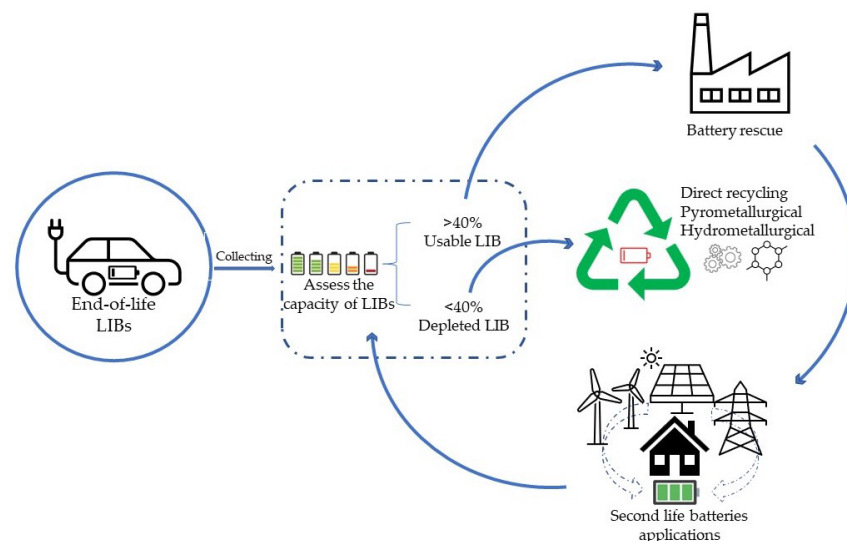 End-of-life
LIBs
Collecting
Assess the
capacity of LIBs
>40%
Usable LIB
<40%
Depleted LIB
Battery rescue
Direct recycling
Pyrometallurgical
Hydrometallurgical
Second life batteries
applications